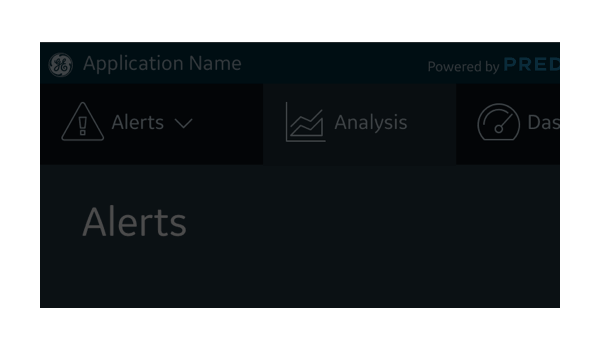 Application Name
Powered by PRED
Alerts
Analysis
Das
Alerts